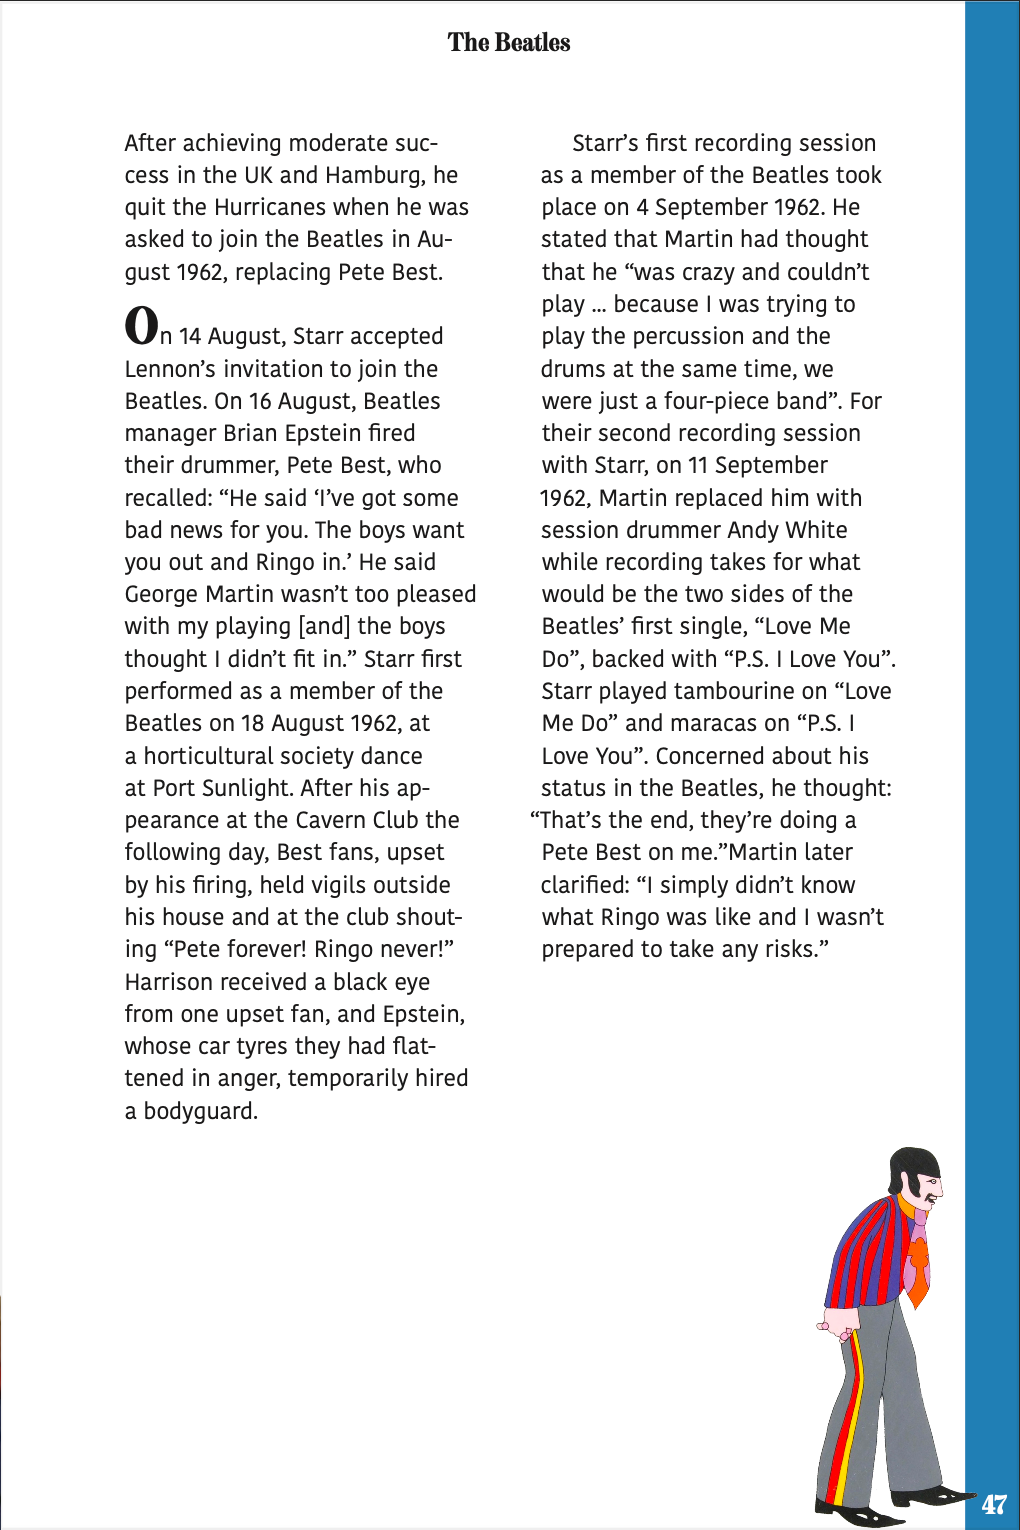 The Beatles
After achieving moderate suc-
cess in the UK and Hamburg, he
quit the Hurricanes when he was
asked to join the Beatles in Au-
gust 1962, replacing Pete Best.
On 14 August, Starr accepted
Lennon’s invitation to join the
Beatles. On 16 August, Beatles
manager Brian Epstein fired
their drummer, Pete Best, who
recalled: “He said ‘I’ve got some
bad news for you. The boys want
you out and Ringo in.’ He said
George Martin wasn’t too pleased
with my playing [and] the boys
thought I didn’t fit in.” Starr first
performed as a member of the
Beatles on 18 August 1962, at
a horticultural society dance
at Port Sunlight. After his ap-
pearance at the Cavern Club the
following day, Best fans, upset
by his firing, held vigils outside
his house and at the club shout-
ing “Pete forever! Ringo never!”
Harrison received a black eye
from one upset fan, and Epstein,
whose car tyres they had flat-
tened in anger, temporarily hired
a bodyguard.
Starr’s first recording session
as a member of the Beatles took
place on 4 September 1962. He
stated that Martin had thought
that he “was crazy and couldn’t
play ... because I was trying to
play the percussion and the
drums at the same time, we
were just a four-piece band”. For
their second recording session
with Starr, on 11 September
1962, Martin replaced him with
session drummer Andy White
while recording takes for what
would be the two sides of the
Beatles’ first single, “Love Me
Do”, backed with “P.S. I Love You”.
Starr played tambourine on “Love
Me Do” and maracas on “P.S. I
Love You”. Concerned about his
status in the Beatles, he thought:
“That’s the end, they’re doing a
Pete Best on me.”Martin later
clarified: “I simply didn’t know
what Ringo was like and I wasn’t
prepared to take any risks.”
47